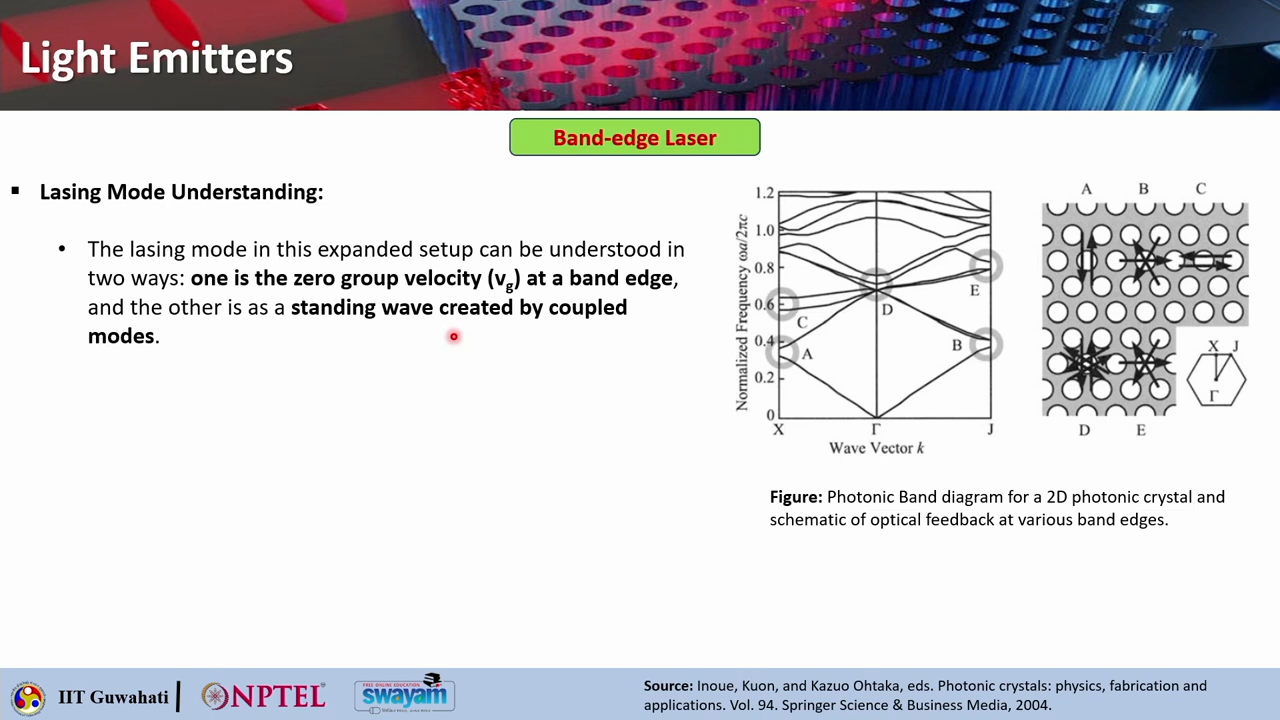 Light Emitters
Band-edge Laser
Lasing Mode Understanding:
The lasing mode in this expanded setup can be understood in
two ways: one is the zero group velocity (vg) at a band edge,
and the other is as a standing wave created by coupled
modes.
Normalized Frequency ωa/2πc
1.2
1.0
0.8
0.6
0.4
0.2
0
A
B
C
D
E
X
Γ
J
Wave Vector k
A B C
D E
X J
Γ
Figure: Photonic Band diagram for a 2D photonic crystal and
schematic of optical feedback at various band edges.
IIT Guwahati
NPTEL
FREE ONLINE EDUCATION
swayam
Source: Inoue, Kuon, and Kazuo Ohtaka, eds. Photonic crystals: physics, fabrication and
applications. Vol. 94. Springer Science & Business Media, 2004.